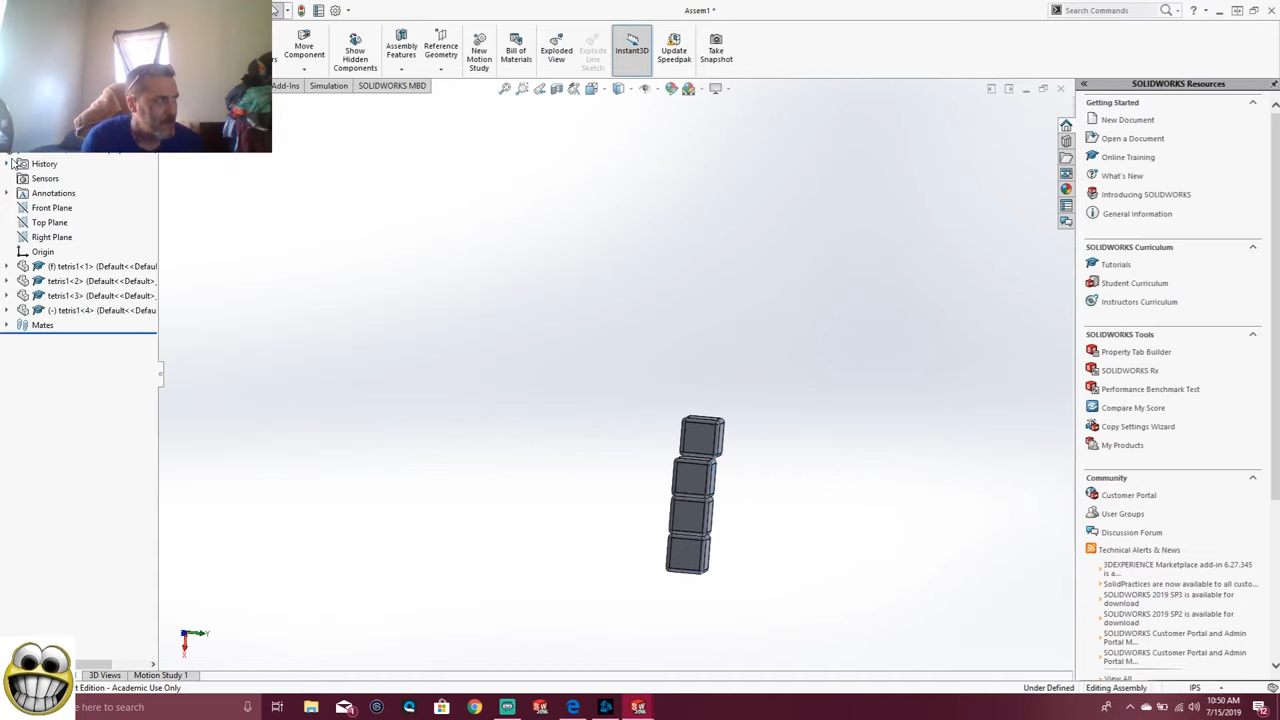 Assem1 *
Search Commands
Move Component
Show Hidden Components
Assembly Features
Reference Geometry
New Motion Study
Bill of Materials
Exploded View
Explode Line Sketch
Instant3D
Update Speedpak
Take Snapshot
Add-Ins
Simulation
SOLIDWORKS MBD
History
Sensors
Annotations
Front Plane
Top Plane
Right Plane
Origin
(f) tetris1<1> (Default<<Defaul
tetris1<2> (Default<<Default>_
tetris1<3> (Default<<Default>_
(-) tetris1<4> (Default<<Defau
Mates
SOLIDWORKS Resources
Getting Started
New Document
Open a Document
Online Training
What's New
Introducing SOLIDWORKS
General Information
SOLIDWORKS Curriculum
Tutorials
Student Curriculum
Instructors Curriculum
SOLIDWORKS Tools
Property Tab Builder
SOLIDWORKS Rx
Performance Benchmark Test
Compare My Score
Copy Settings Wizard
My Products
Community
Customer Portal
User Groups
Discussion Forum
Technical Alerts & News
3DEXPERIENCE Marketplace add-in 6.27.345 is a...
SolidPractices are now available to all custo...
SOLIDWORKS 2019 SP3 is available for download
SOLIDWORKS 2019 SP2 is available for download
SOLIDWORKS Customer Portal and Admin Portal M...
SOLIDWORKS Customer Portal and Admin Portal M...
View All
Y
X
3D Views
Motion Study 1
t Edition - Academic Use Only
Under Defined
Editing Assembly
IPS
here to search
10:50 AM
7/15/2019
12